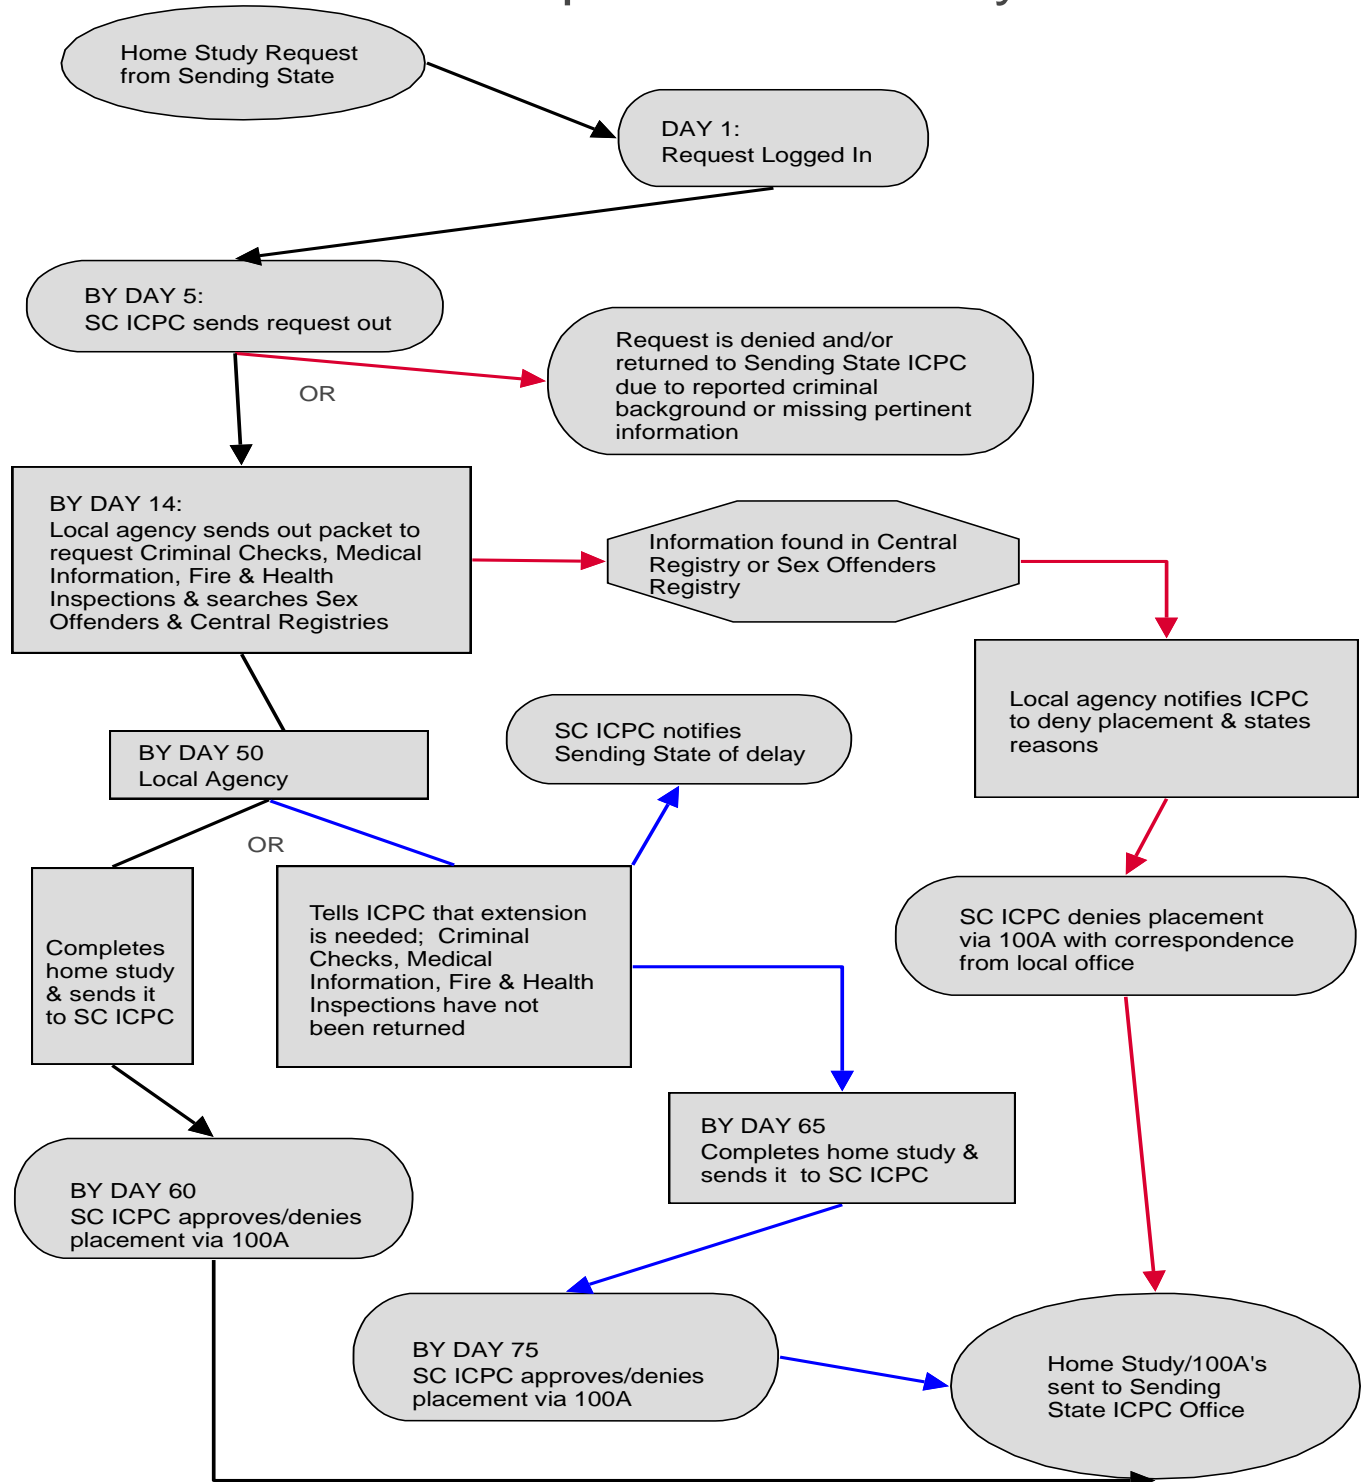 Home Study Request
from Sending State
DAY 1:
Request Logged In
BY DAY 5:
SC ICPC sends request out
Request is denied and/or
returned to Sending State ICPC
due to reported criminal
background or missing pertinent
information
OR
BY DAY 14:
Local agency sends out packet to
request Criminal Checks, Medical
Information, Fire & Health
Inspections & searches Sex
Offenders & Central Registries
Information found in Central
Registry or Sex Offenders
Registry
Local agency notifies ICPC
to deny placement & states
reasons
SC ICPC notifies
Sending State of delay
BY DAY 50
Local Agency
OR
Completes
home study
& sends it
to SC ICPC
Tells ICPC that extension
is needed;  Criminal
Checks, Medical
Information, Fire & Health
Inspections have not
been returned
SC ICPC denies placement
via 100A with correspondence
from local office
BY DAY 65
Completes home study &
sends it  to SC ICPC
BY DAY 60
SC ICPC approves/denies
placement via 100A
BY DAY 75
SC ICPC approves/denies
placement via 100A
Home Study/100A's
sent to Sending
State ICPC Office